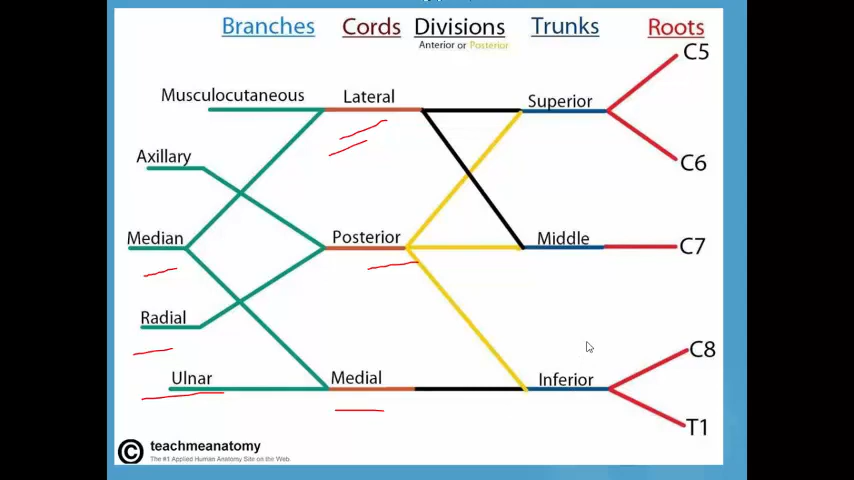 Branches Cords Divisions Trunks Roots
Anterior or Posterior
C5
Musculocutaneous Lateral Superior
Axillary C6
Median Posterior Middle C7
Radial
C8
Ulnar Medial Inferior
T1
© teachmeanatomy
The #1 Applied Human Anatomy Site on the Web.